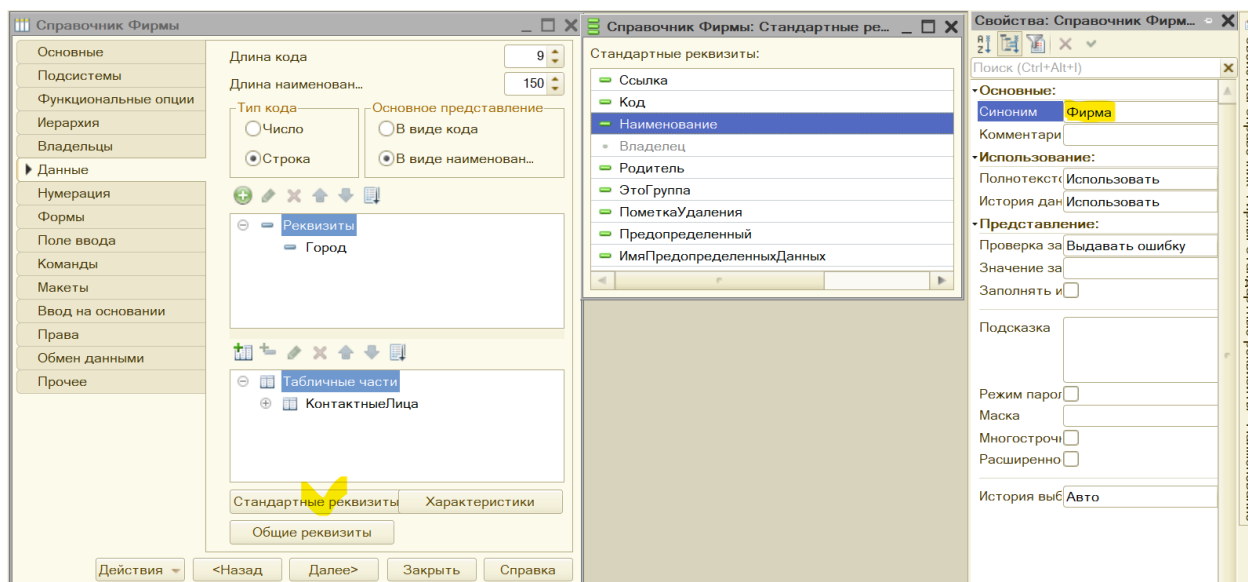 Справочник Фирмы
Основные
Подсистемы
Функциональные опции
Иерархия
Владельцы
Данные
Нумерация
Формы
Поле ввода
Команды
Макеты
Ввод на основании
Права
Обмен данными
Прочее
Длина кода
9
Длина наименован...
150
Тип кода
Число
Строка
Основное представление
В виде кода
В виде наименован...
Реквизиты
Город
Табличные части
КонтактныеЛица
Стандартные реквизиты
Характеристики
Общие реквизиты
Действия
<Назад
Далее>
Закрыть
Справка
Справочник Фирмы: Стандартные ре...
Стандартные реквизиты:
Ссылка
Код
Наименование
Владелец
Родитель
ЭтоГруппа
ПометкаУдаления
Предопределенный
ИмяПредопределенныхДанных
Свойства: Справочник Фирм...
Поиск (Ctrl+Alt+I)
Основные:
Синоним Фирма
Комментари
Использование:
Полнотекст Использовать
История дан Использовать
Представление:
Проверка за Выдавать ошибку
Значение за
Заполнять и
Подсказка
Режим парол
Маска
Многострочн
Расширенно
История выб Авто